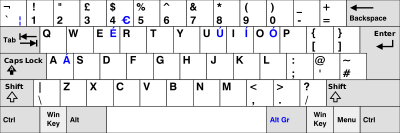 ¬ ! " £ $ % ^ & * ( ) _ +
` ¦ 1 2 3 4 € 5 6 7 8 9 0 - = Backspace
Tab Q W E É R T Y U Ú I Í O Ó P { } Enter
[ ]
Caps Lock A Á S D F G H J K L : @ ~
; ' #
Shift | Z X C V B N M < > ? Shift
\ , . /
Ctrl Win Key Alt Alt Gr Win Key Menu Ctrl